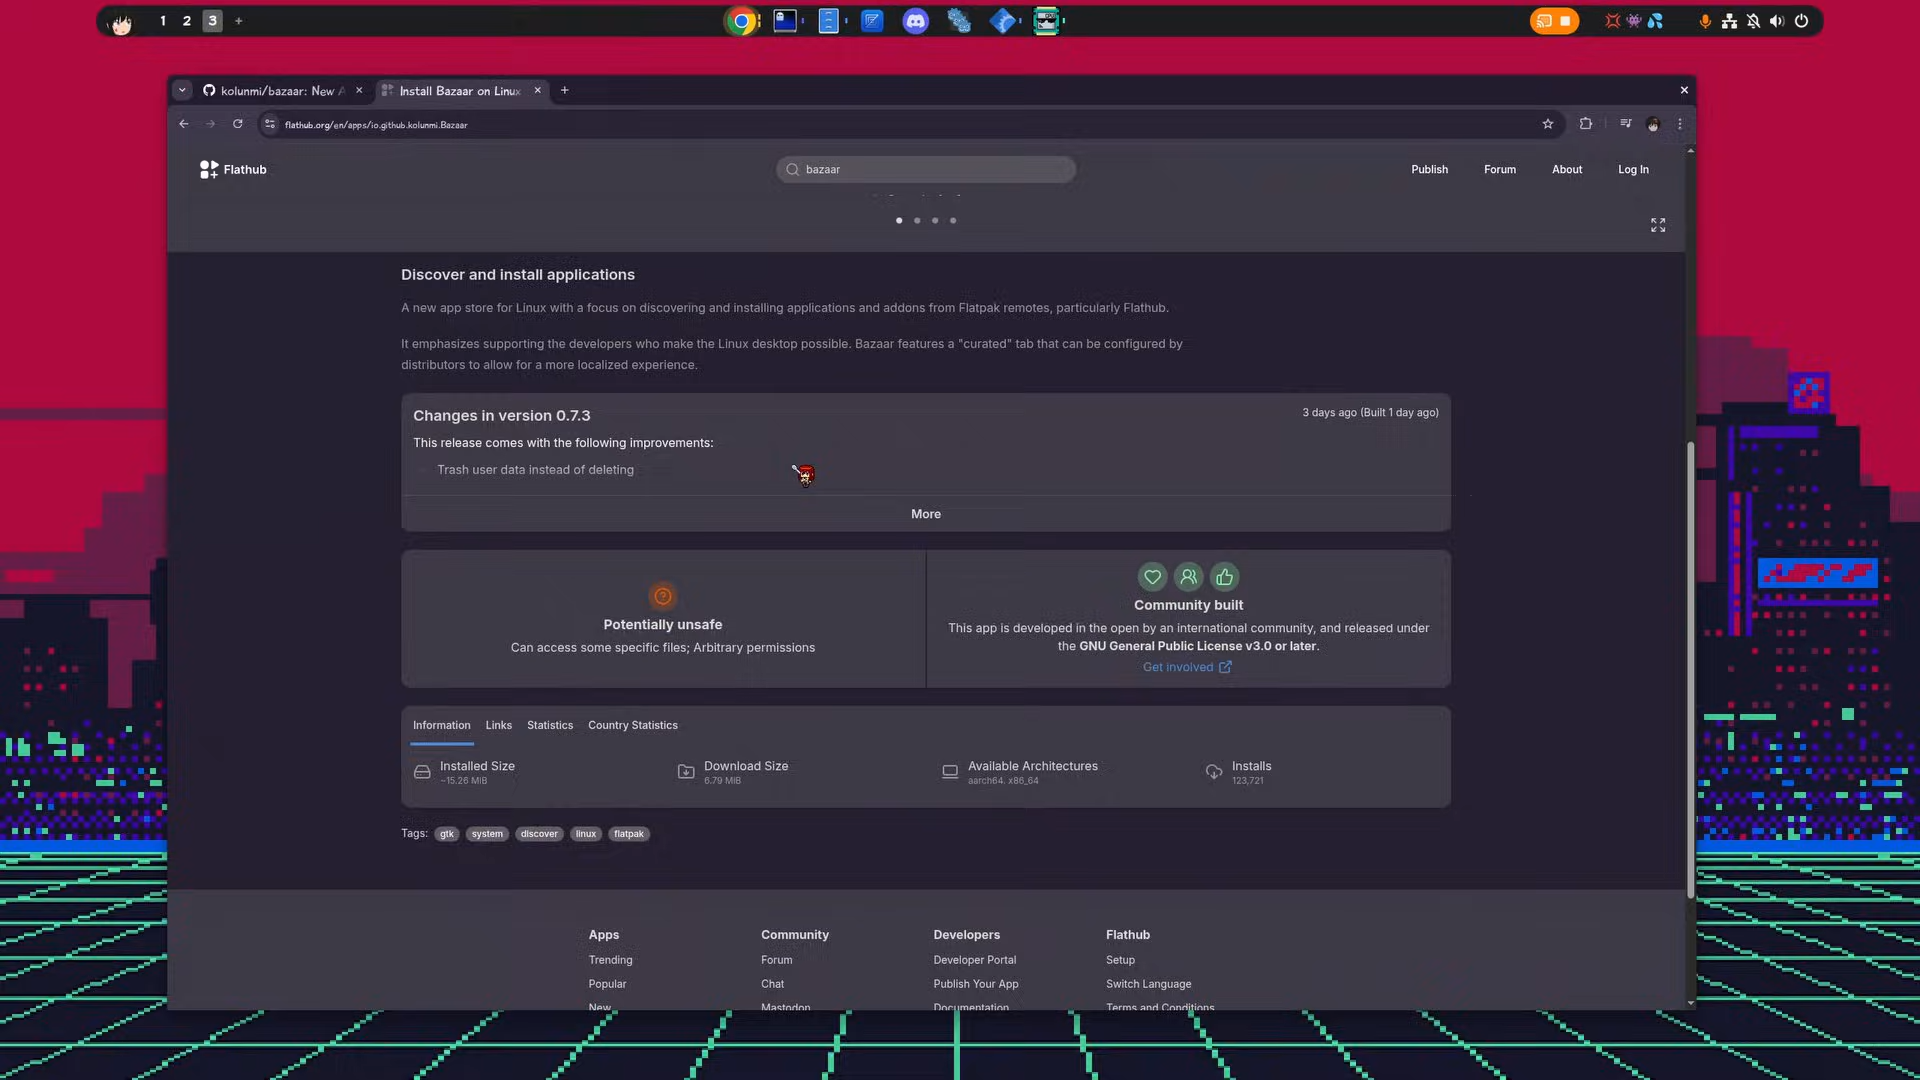 1 2 3 +
kolunmi/bazaar: New A
Install Bazaar on Linux
flathub.org/en/apps/io.github.kolunmi.Bazaar
Flathub
bazaar
Publish
Forum
About
Log In
Discover and install applications
A new app store for Linux with a focus on discovering and installing applications and addons from Flatpak remotes, particularly Flathub.
It emphasizes supporting the developers who make the Linux desktop possible. Bazaar features a "curated" tab that can be configured by
distributors to allow for a more localized experience.
Changes in version 0.7.3
3 days ago (Built 1 day ago)
This release comes with the following improvements:
Trash user data instead of deleting
More
Potentially unsafe
Can access some specific files; Arbitrary permissions
Community built
This app is developed in the open by an international community, and released under
the GNU General Public License v3.0 or later.
Get involved
Information
Links
Statistics
Country Statistics
Installed Size
~15.26 MiB
Download Size
6.79 MiB
Available Architectures
aarch64, x86_64
Installs
123,721
Tags: gtk system discover linux flatpak
Apps
Community
Developers
Flathub
Trending
Forum
Developer Portal
Setup
Popular
Chat
Publish Your App
Switch Language
New
Mastodon
Documentation
Terms and Conditions